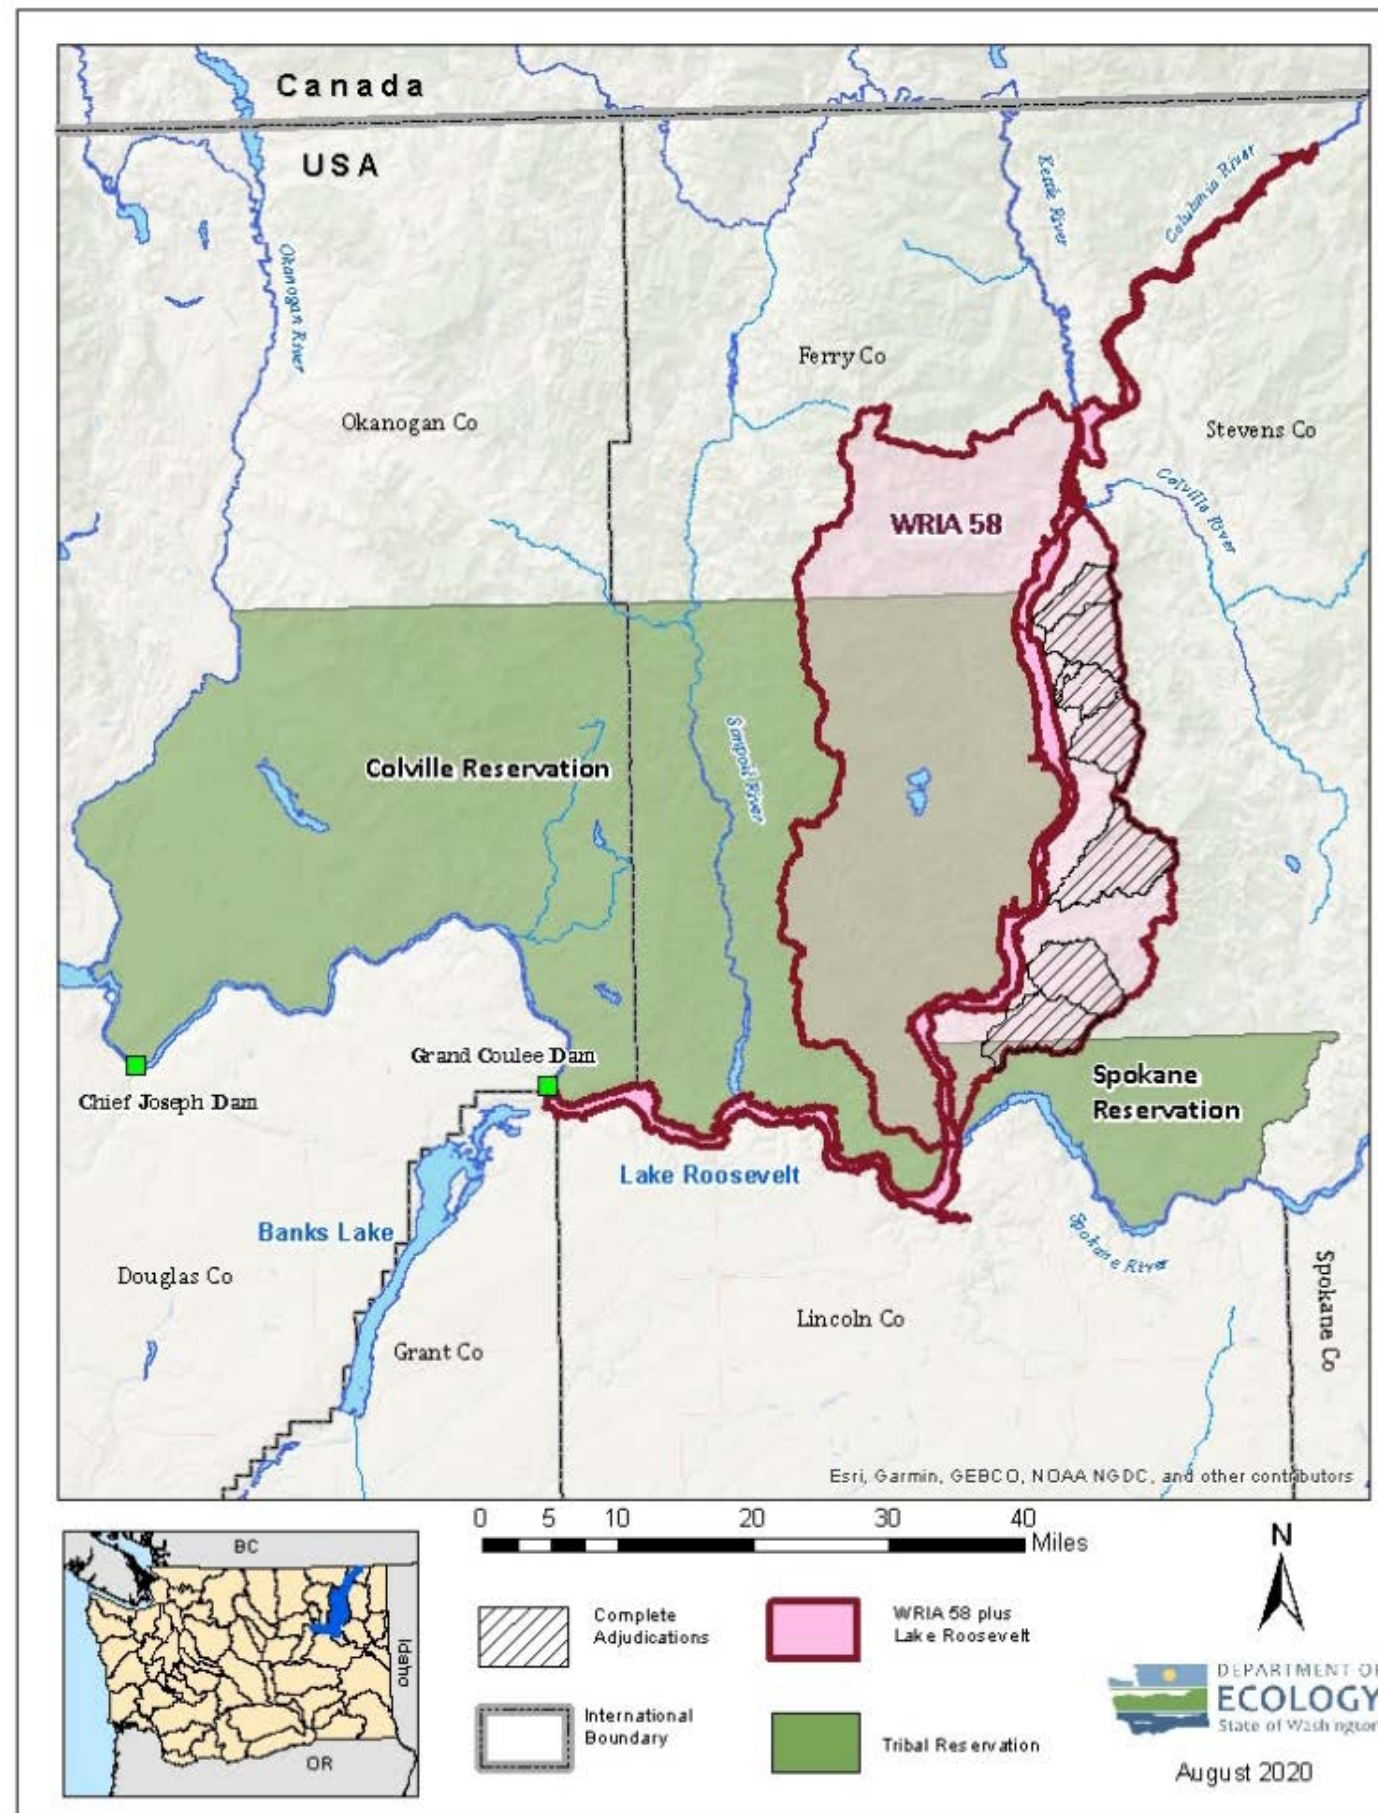 Canada
USA
Okanogan River
Kettle River
Columbia River
Ferry Co
Okanogan Co
Stevens Co
Colville River
WRIA 58
Colville Reservation
Sanpoil River
Grand Coulee Dam
Chief Joseph Dam
Spokane
Reservation
Lake Roosevelt
Banks Lake
Spokane River
Douglas Co
Lincoln Co
Spokane Co
Grant Co
Esri, Garmin, GEBCO, NOAA NGDC, and other contributors
0 5 10 20 30 40
Miles
N
BC
Idaho
OR
Complete
Adjudications
WRIA 58 plus
Lake Roosevelt
International
Boundary
Tribal Reservation
DEPARTMENT OF
ECOLOGY
State of Washington
August 2020